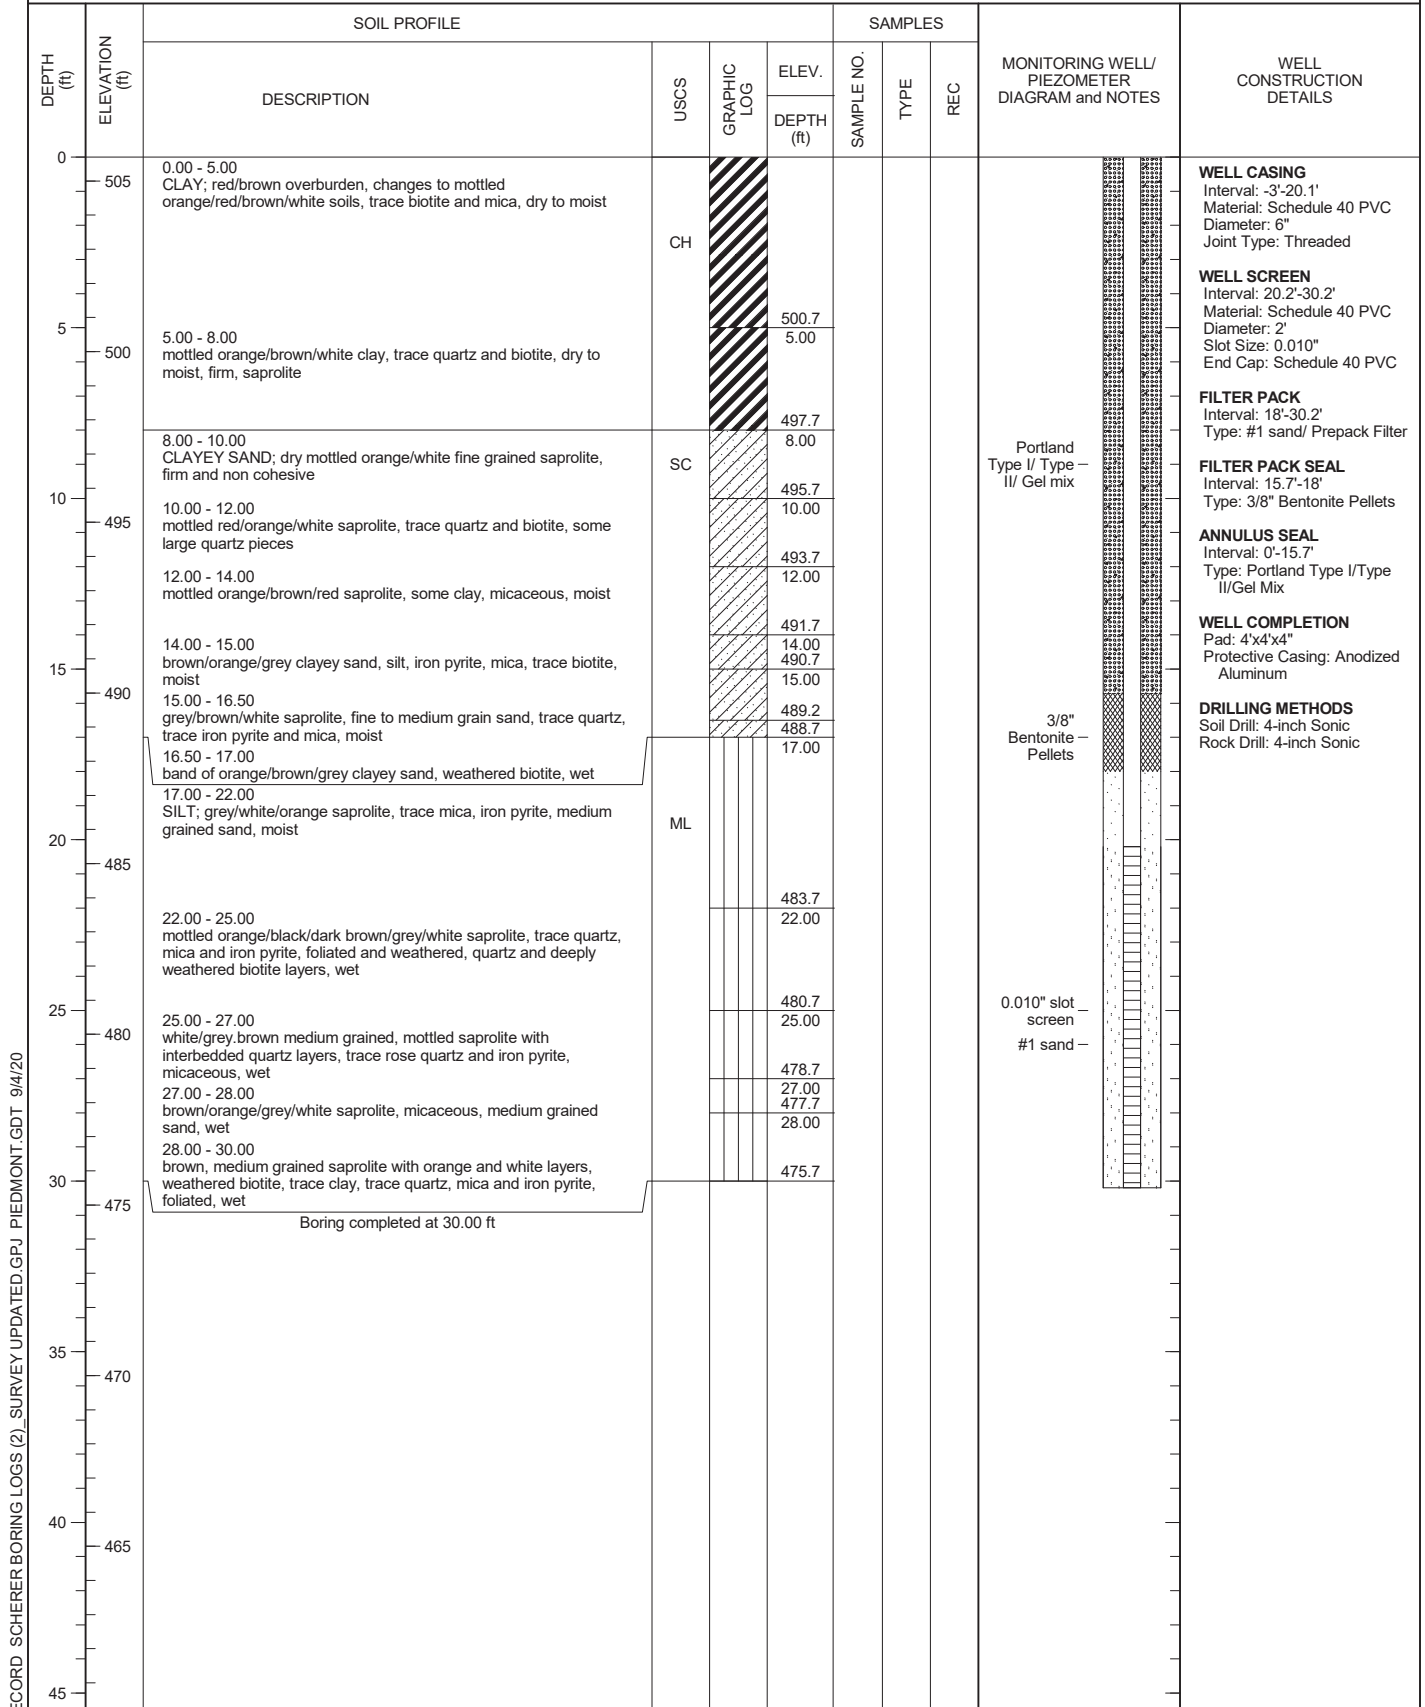 SOIL PROFILE
SAMPLES
DEPTH
(ft)
ELEVATION
(ft)
DESCRIPTION
USCS
GRAPHIC
LOG
ELEV.
DEPTH
(ft)
SAMPLE NO.
TYPE
REC
MONITORING WELL/
PIEZOMETER
DIAGRAM and NOTES
WELL
CONSTRUCTION
DETAILS
0
5
10
15
20
25
30
35
40
45
505
500
495
490
485
480
475
470
465
0.00 - 5.00
CLAY; red/brown overburden, changes to mottled
orange/red/brown/white soils, trace biotite and mica, dry to moist
5.00 - 8.00
mottled orange/brown/white clay, trace quartz and biotite, dry to
moist, firm, saprolite
8.00 - 10.00
CLAYEY SAND; dry mottled orange/white fine grained saprolite,
firm and non cohesive
10.00 - 12.00
mottled red/orange/white saprolite, trace quartz and biotite, some
large quartz pieces
12.00 - 14.00
mottled orange/brown/red saprolite, some clay, micaceous, moist
14.00 - 15.00
brown/orange/grey clayey sand, silt, iron pyrite, mica, trace biotite,
moist
15.00 - 16.50
grey/brown/white saprolite, fine to medium grain sand, trace quartz,
trace iron pyrite and mica, moist
16.50 - 17.00
band of orange/brown/grey clayey sand, weathered biotite, wet
17.00 - 22.00
SILT; grey/white/orange saprolite, trace mica, iron pyrite, medium
grained sand, moist
22.00 - 25.00
mottled orange/black/dark brown/grey/white saprolite, trace quartz,
mica and iron pyrite, foliated and weathered, quartz and deeply
weathered biotite layers, wet
25.00 - 27.00
white/grey.brown medium grained, mottled saprolite with
interbedded quartz layers, trace rose quartz and iron pyrite,
micaceous, wet
27.00 - 28.00
brown/orange/grey/white saprolite, micaceous, medium grained
sand, wet
28.00 - 30.00
brown, medium grained saprolite with orange and white layers,
weathered biotite, trace clay, trace quartz, mica and iron pyrite,
foliated, wet
Boring completed at 30.00 ft
CH
SC
ML
500.7
5.00
497.7
8.00
495.7
10.00
493.7
12.00
491.7
14.00
490.7
15.00
489.2
488.7
17.00
483.7
22.00
480.7
25.00
478.7
27.00
477.7
28.00
475.7
Portland
Type I/ Type
II/ Gel mix
3/8"
Bentonite
Pellets
0.010" slot
screen
#1 sand
WELL CASING
Interval: -3'-20.1'
Material: Schedule 40 PVC
Diameter: 6"
Joint Type: Threaded
WELL SCREEN
Interval: 20.2'-30.2'
Material: Schedule 40 PVC
Diameter: 2'
Slot Size: 0.010"
End Cap: Schedule 40 PVC
FILTER PACK
Interval: 18'-30.2'
Type: #1 sand/ Prepack Filter
FILTER PACK SEAL
Interval: 15.7'-18'
Type: 3/8" Bentonite Pellets
ANNULUS SEAL
Interval: 0'-15.7'
Type: Portland Type I/Type
II/Gel Mix
WELL COMPLETION
Pad: 4'x4'x4"
Protective Casing: Anodized
Aluminum
DRILLING METHODS
Soil Drill: 4-inch Sonic
Rock Drill: 4-inch Sonic
SCHERER BORING LOGS (2)_SURVEY UPDATED.GPJ PIEDMONT.GDT 9/4/20